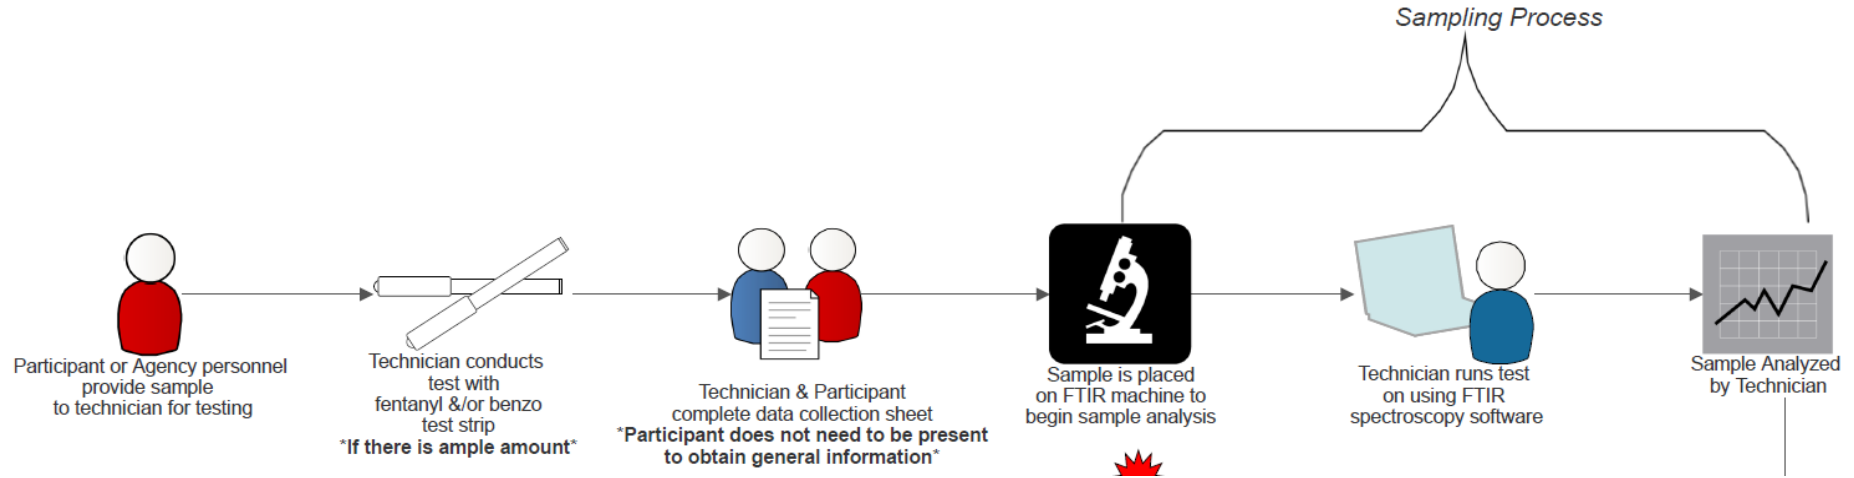 Sampling Process
Participant or Agency personnel
provide sample
to technician for testing
Technician conducts
test with
fentanyl &/or benzo
test strip
*If there is ample amount*
Technician & Participant
complete data collection sheet
*Participant does not need to be present
to obtain general information*
Sample is placed
on FTIR machine to
begin sample analysis
Technician runs test
on using FTIR
spectroscopy software
Sample Analyzed
by Technician